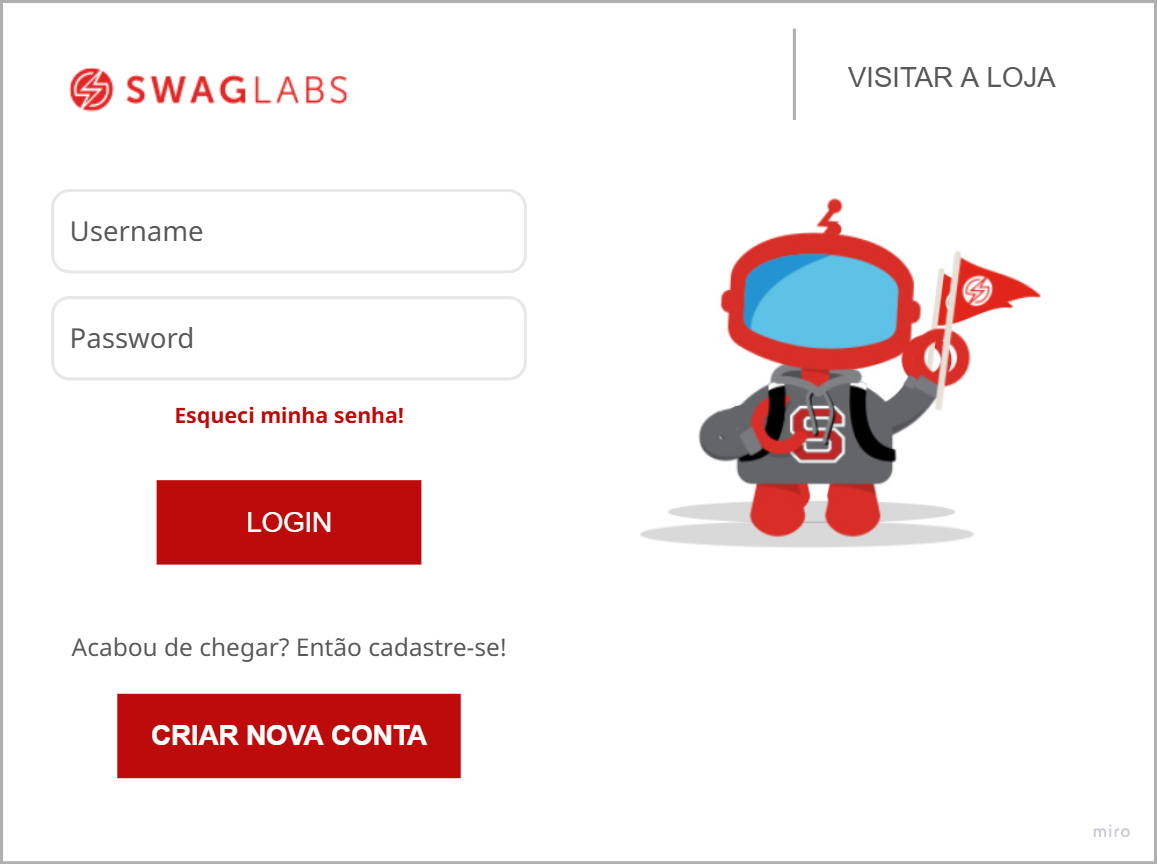 SWAGLABS
VISITAR A LOJA
Username
Password
Esqueci minha senha!
LOGIN
Acabou de chegar? Então cadastre-se!
CRIAR NOVA CONTA
S
miro